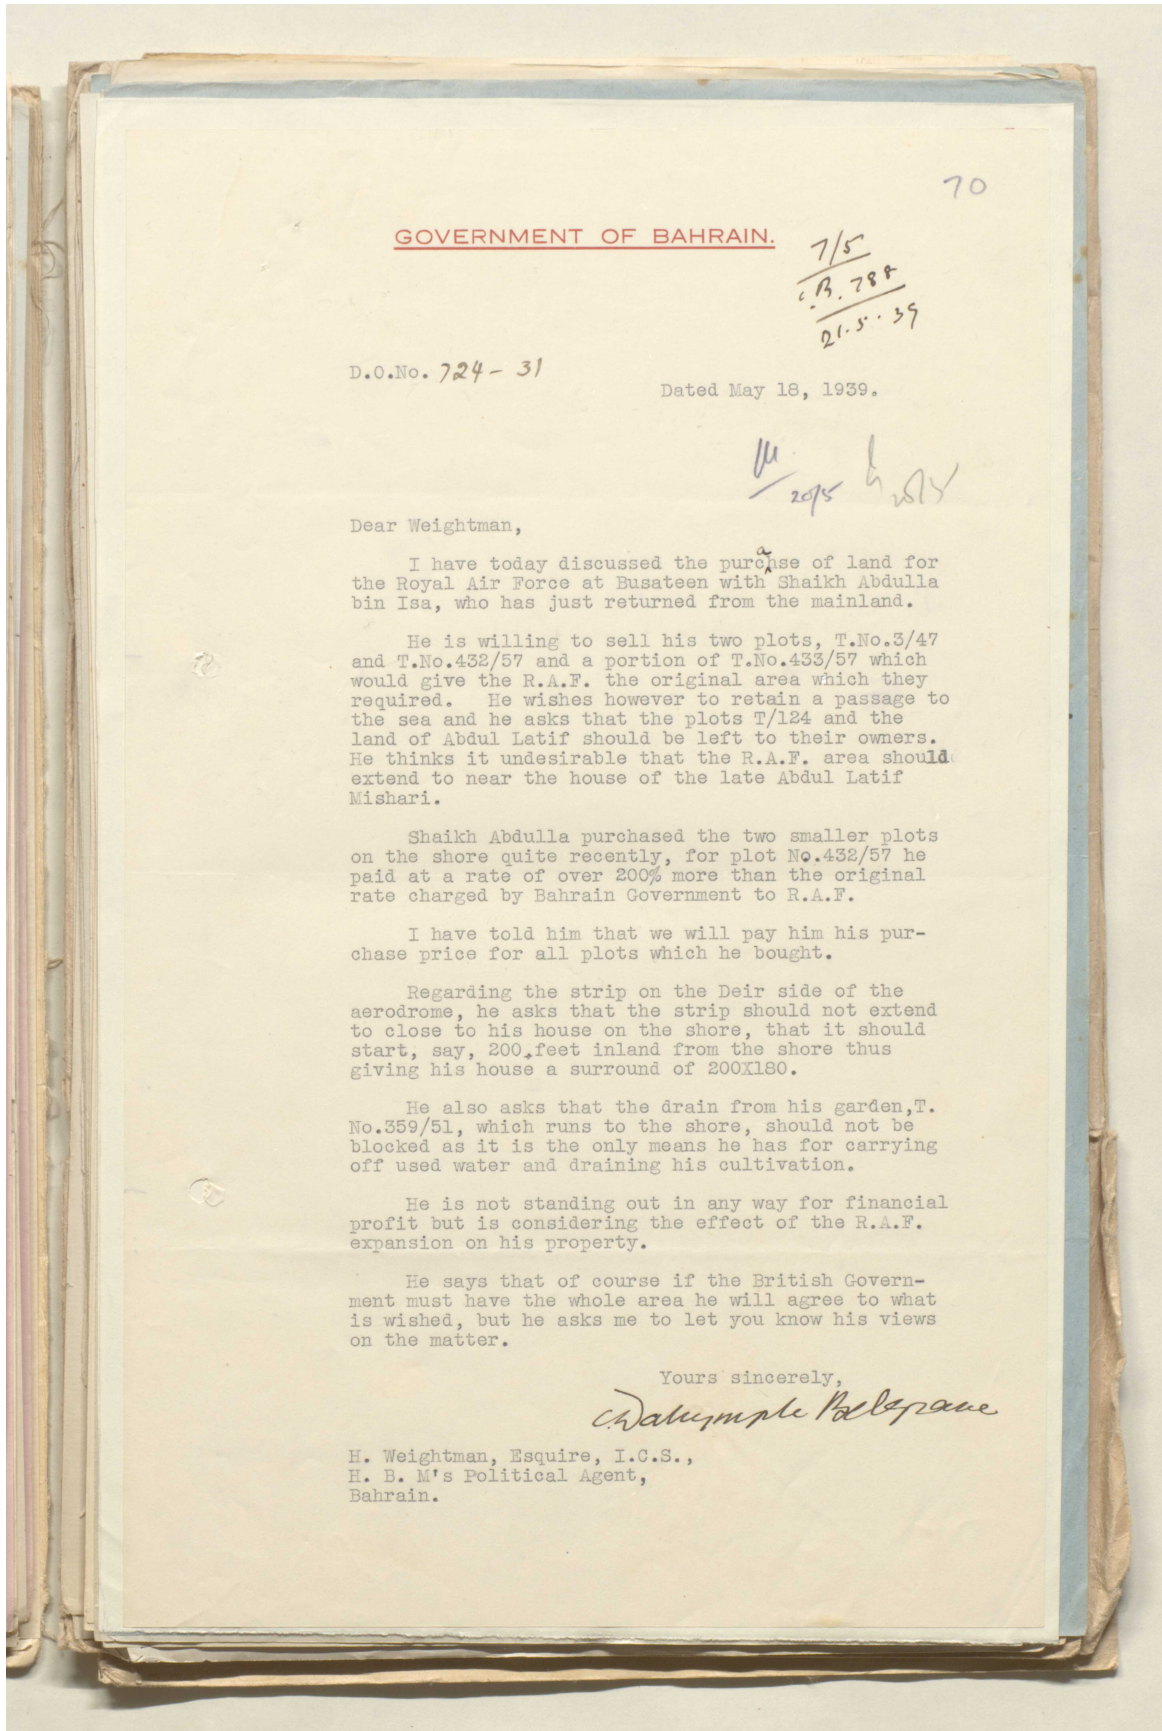 70
GOVERNMENT OF BAHRAIN.
7/5
21.5.39
D.O.No. 724-31
Dated May 18, 1939.
20/5
20/5
Dear Weightman,
I have today discussed the purchase of land for
the Royal Air Force at Busateen with Shaikh Abdulla
bin Isa, who has just returned from the mainland.
He is willing to sell his two plots, T.No.3/47
and T.No.432/57 and a portion of T.No.433/57 which
would give the R.A.F. the original area which they
required. He wishes however to retain a passage to
the sea and he asks that the plots T/124 and the
land of Abdul Latif should be left to their owners.
He thinks it undesirable that the R.A.F. area should
extend to near the house of the late Abdul Latif
Mishari.
Shaikh Abdulla purchased the two smaller plots
on the shore quite recently, for plot No.432/57 he
paid at a rate of over 200% more than the original
rate charged by Bahrain Government to R.A.F.
I have told him that we will pay him his pur-
chase price for all plots which he bought.
Regarding the strip on the Deir side of the
aerodrome, he asks that the strip should not extend
to close to his house on the shore, that it should
start, say, 200 feet inland from the shore thus
giving his house a surround of 200X180.
He also asks that the drain from his garden,T.
No.359/51, which runs to the shore, should not be
blocked as it is the only means he has for carrying
off used water and draining his cultivation.
He is not standing out in any way for financial
profit but is considering the effect of the R.A.F.
expansion on his property.
He says that of course if the British Govern-
ment must have the whole area he will agree to what
is wished, but he asks me to let you know his views
on the matter.
Yours sincerely,
C Dalrymple Belgrave
H. Weightman, Esquire, I.C.S.,
H. B. M's Political Agent,
Bahrain.